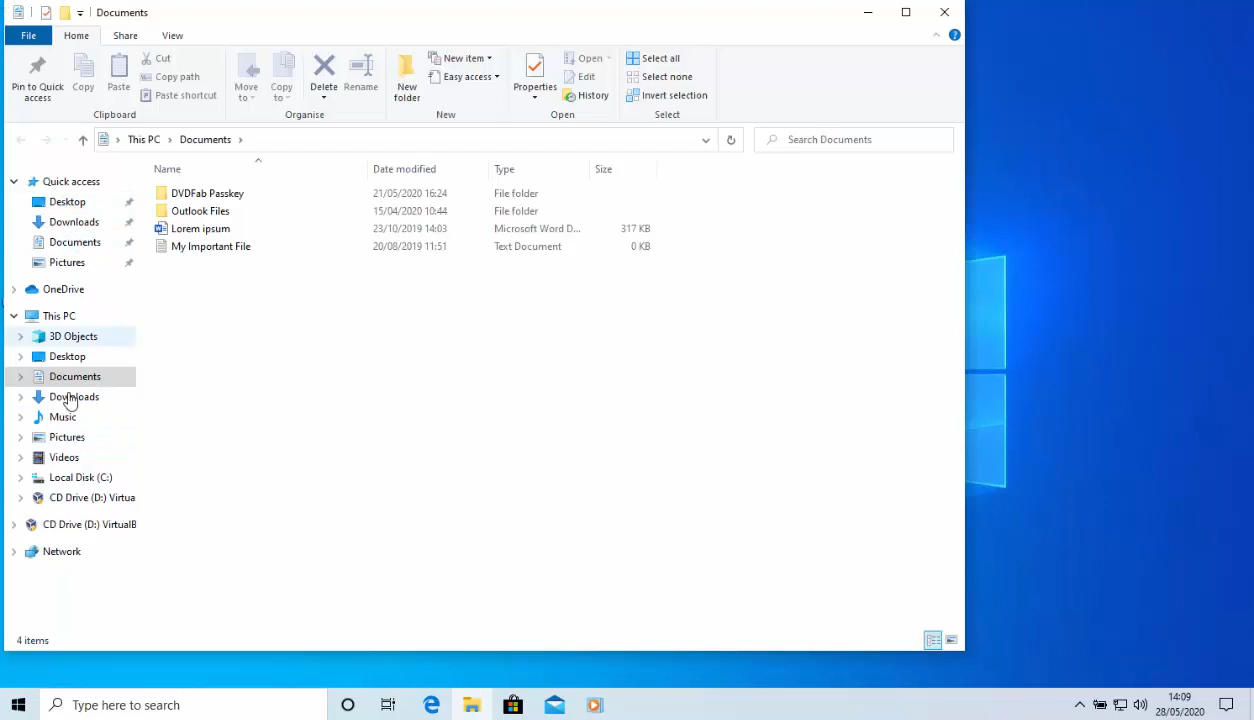 Documents
File Home Share View
Pin to Quick access
Copy
Paste
Cut
Copy path
Paste shortcut
Clipboard
Move to
Copy to
Delete
Rename
Organise
New folder
New item
Easy access
New
Properties
Open
Edit
History
Open
Select all
Select none
Invert selection
Select
This PC > Documents >
Search Documents
Name Date modified Type Size
DVDFab Passkey 21/05/2020 16:24 File folder
Outlook Files 15/04/2020 10:44 File folder
Lorem ipsum 23/10/2019 14:03 Microsoft Word D... 317 KB
My Important File 20/08/2019 11:51 Text Document 0 KB
Quick access
Desktop
Downloads
Documents
Pictures
OneDrive
This PC
3D Objects
Desktop
Documents
Downloads
Music
Pictures
Videos
Local Disk (C:)
CD Drive (D:) Virtua
CD Drive (D:) VirtualB
Network
4 items
Type here to search
14:09
28/05/2020